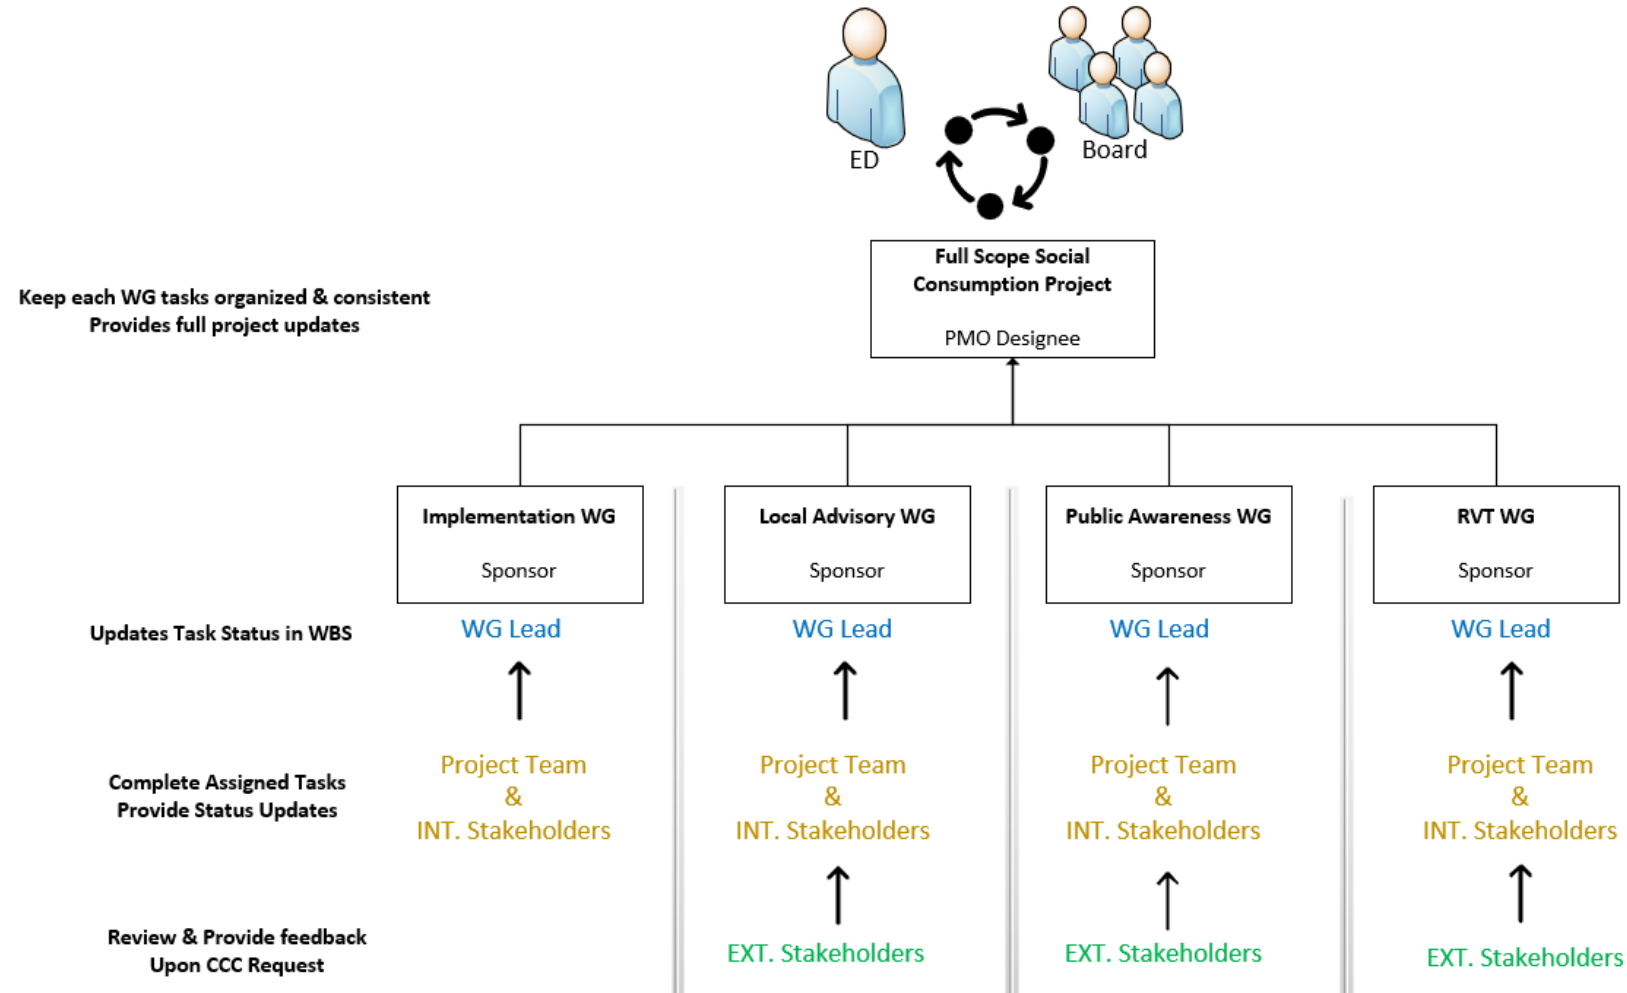 ED
Board
Full Scope Social
Consumption Project
PMO Designee
Keep each WG tasks organized & consistent
Provides full project updates
Implementation WG
Sponsor
Local Advisory WG
Sponsor
Public Awareness WG
Sponsor
RVT WG
Sponsor
Updates Task Status in WBS
WG Lead
WG Lead
WG Lead
WG Lead
Complete Assigned Tasks
Provide Status Updates
Project Team
&
INT. Stakeholders
Project Team
&
INT. Stakeholders
Project Team
&
INT. Stakeholders
Project Team
&
INT. Stakeholders
Review & Provide feedback
Upon CCC Request
EXT. Stakeholders
EXT. Stakeholders
EXT. Stakeholders